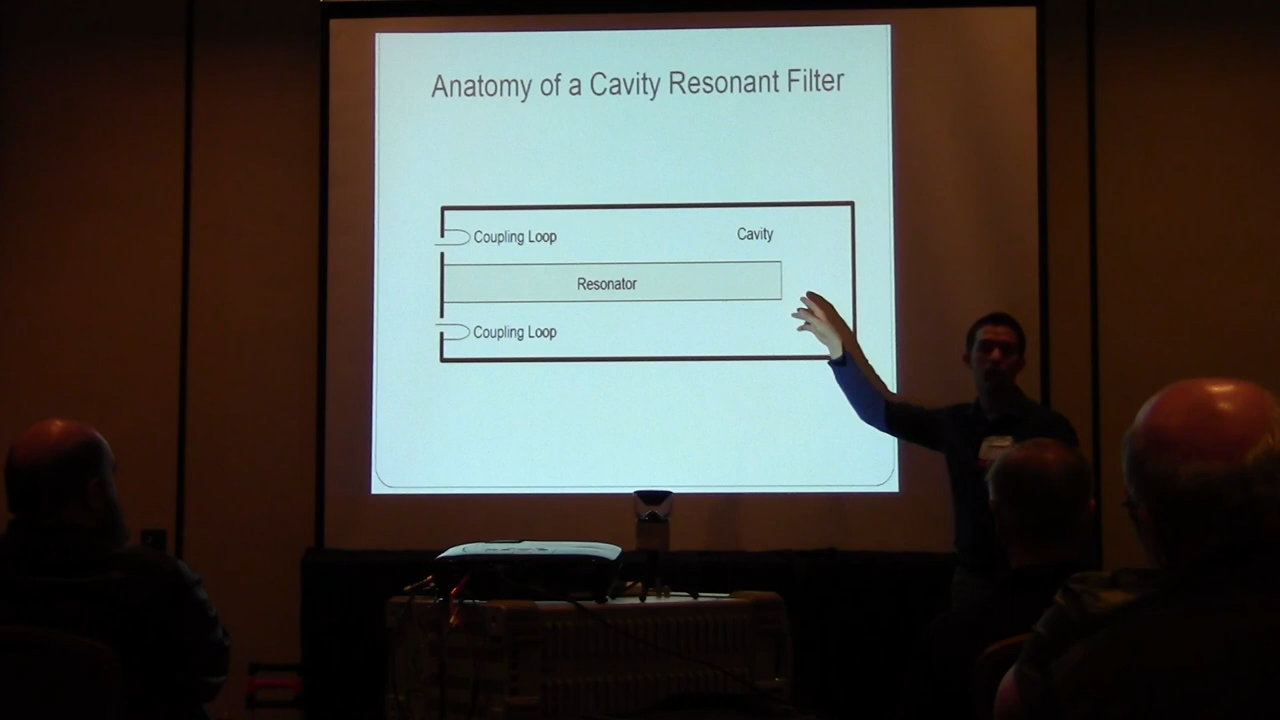 Anatomy of a Cavity Resonant Filter
Coupling Loop
Cavity
Resonator
Coupling Loop